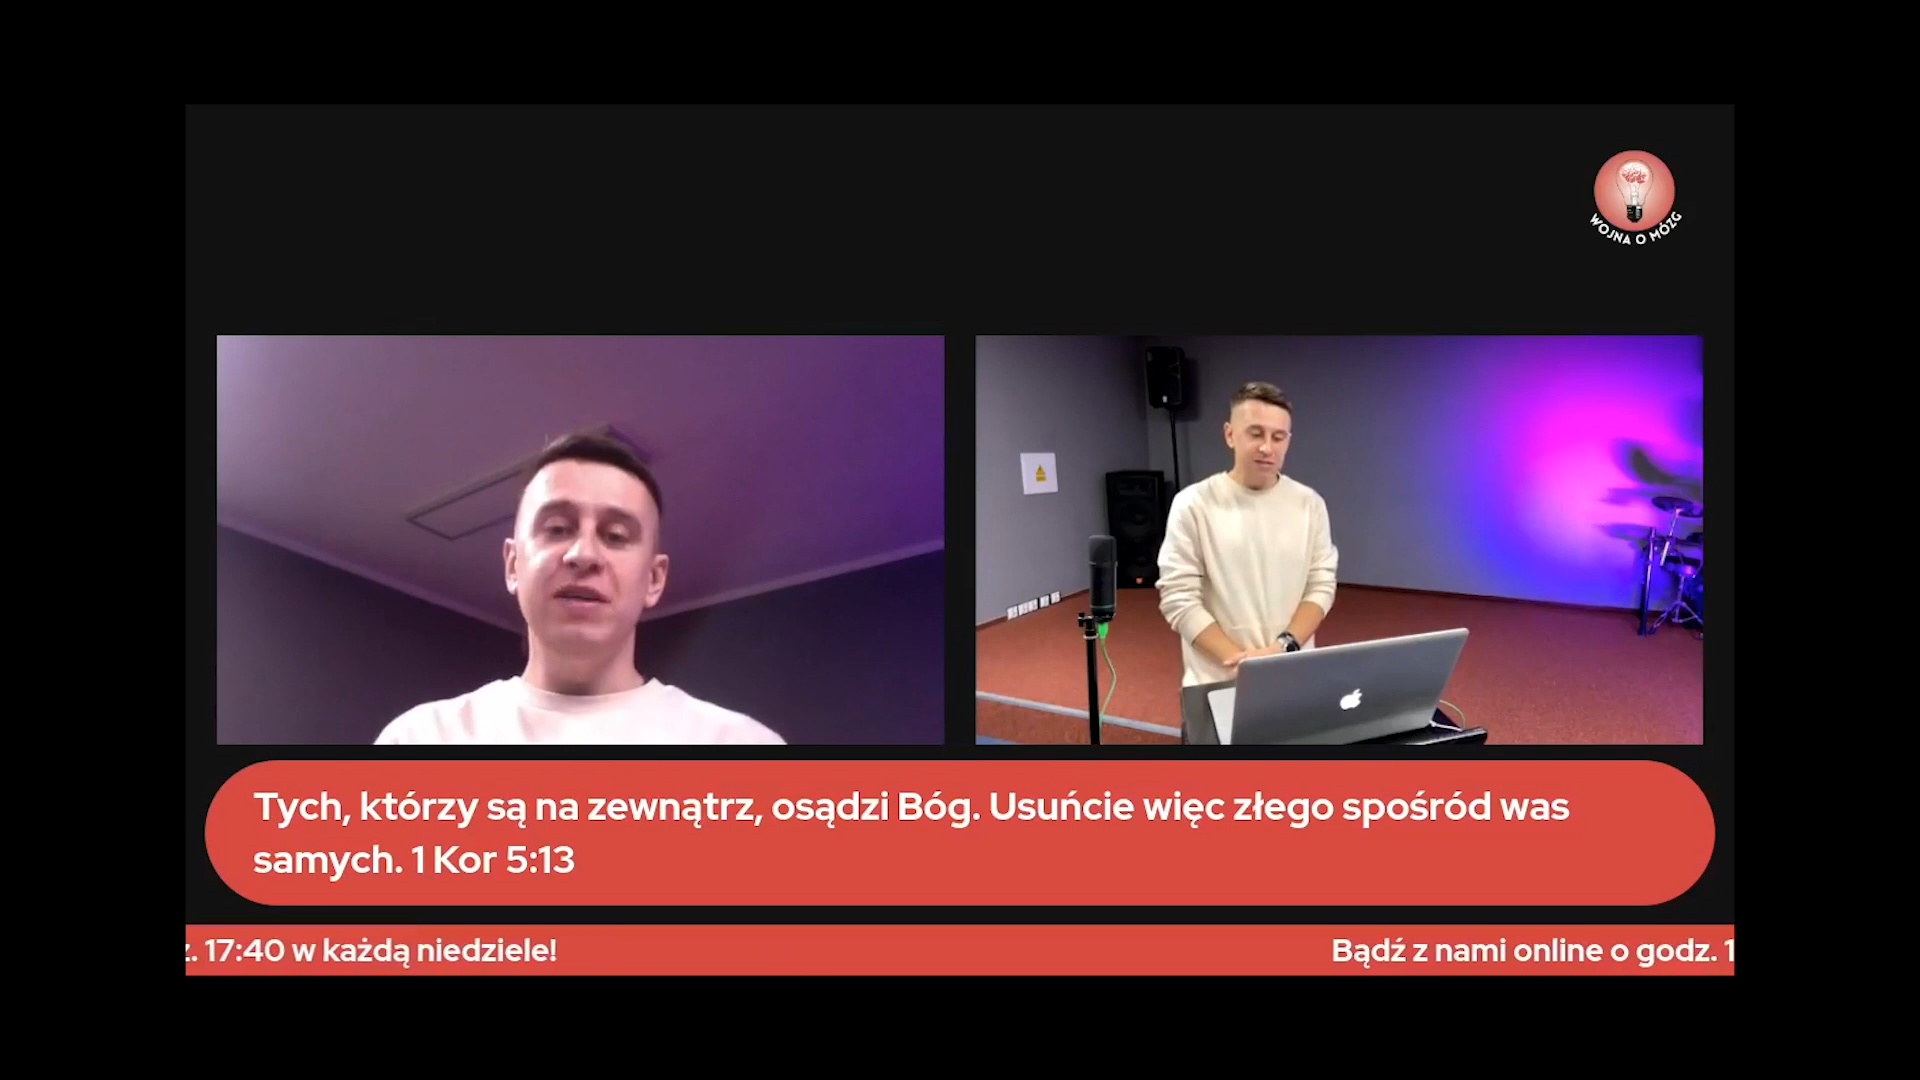 WOJNA O MÓZG
Tych, którzy są na zewnątrz, osądzi Bóg. Usuńcie więc złego spośród was
samych. 1 Kor 5:13
z. 17:40 w każdą niedziele!
Bądź z nami online o godz. 1